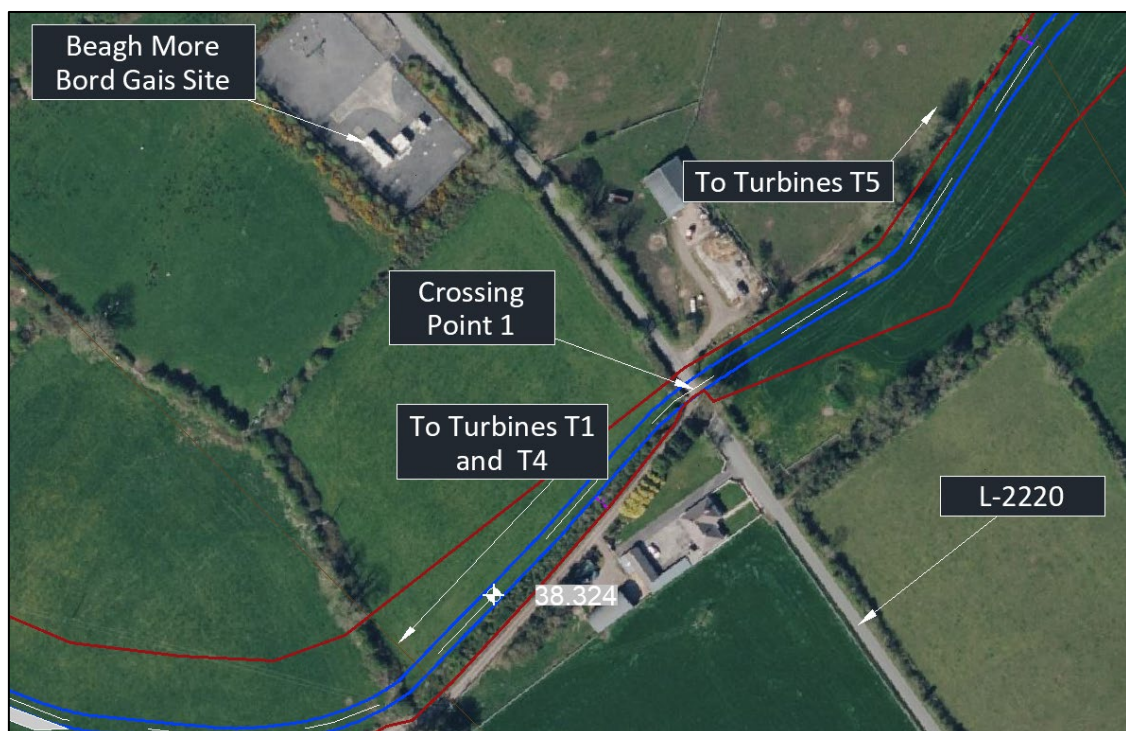 Beagh More
Bord Gais Site
To Turbines T5
Crossing
Point 1
To Turbines T1
and T4
L-2220
38.324